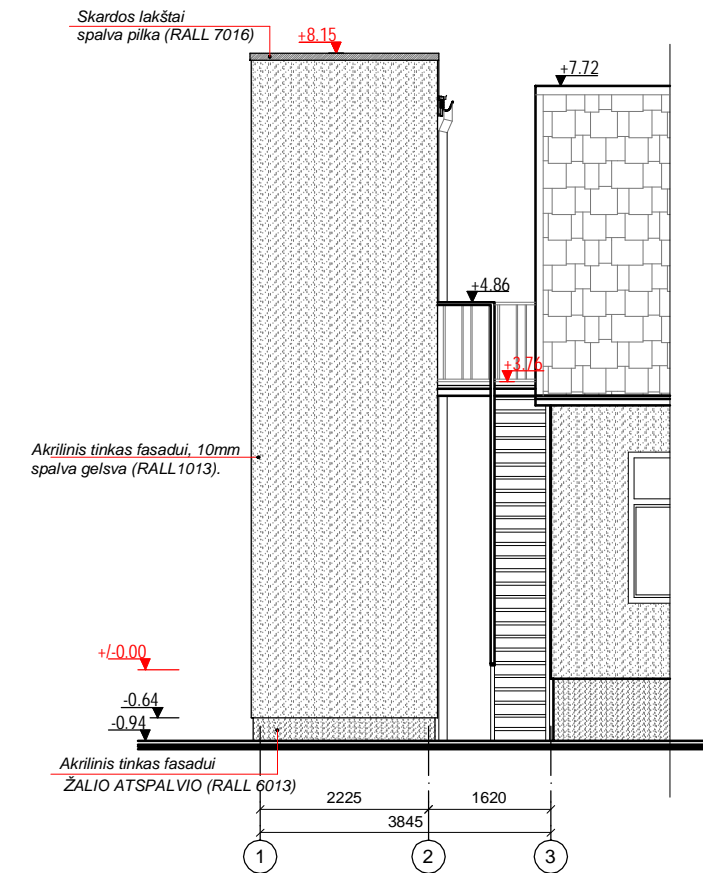 Skardos lakštai
spalva pilka (RALL 7016)
+8.15
+7.72
+4.86
+3.76
Akrilinis tinkas fasadui, 10mm
spalva gelsva (RALL1013).
+/-0.00
-0.64
-0.94
Akrilinis tinkas fasadui
ŽALIO ATSPALVIO (RALL 6013)
2225 1620
3845
1 2 3